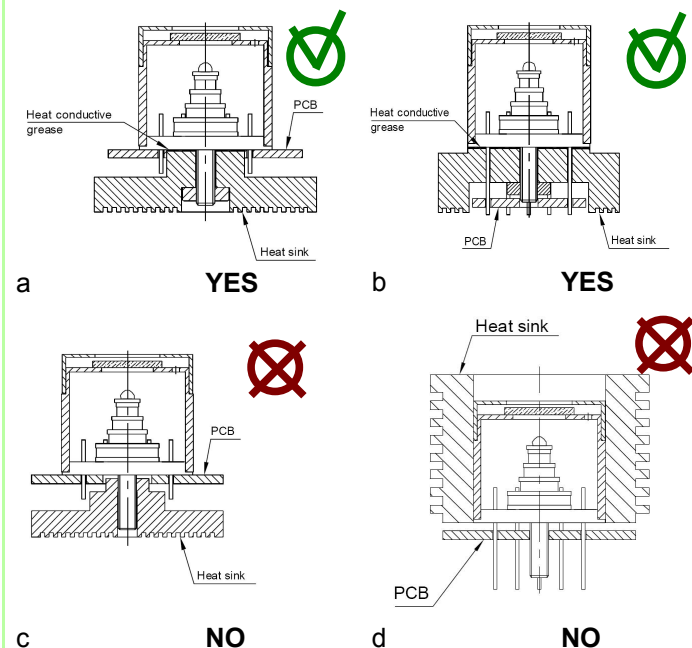 PCB
Heat conductive
grease
Heat sink
a
YES
Heat conductive
grease
PCB
Heat sink
b
YES
PCB
Heat sink
c
NO
Heat sink
PCB
d
NO